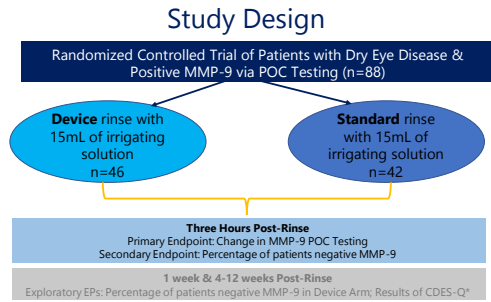 Study Design
Randomized Controlled Trial of Patients with Dry Eye Disease &
Positive MMP-9 via POC Testing (n=88)
Device rinse with
15mL of
irrigating
solution
n=46
Standard rinse
with 15mL of
irrigating solution
n=42
Three Hours Post-Rinse
Primary Endpoint: Change in MMP-9 POC Testing
Secondary Endpoint: Percentage of patients negative MMP-9
1 week & 4-12 weeks Post-Rinse
Exploratory EPs: Percentage of patients negative MMP-9 in Device Arm; Results of CDES-Q*